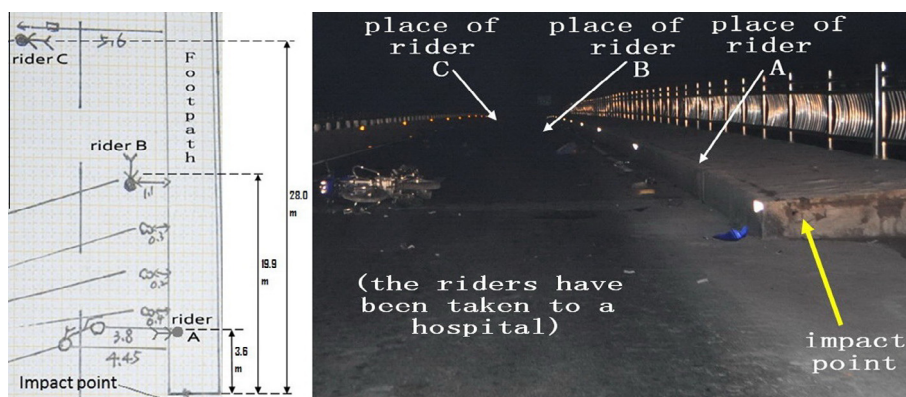 5.6
rider C
Footpath
rider B
1.1
28.0
m
0.3
19.9
m
0.2
0.4
rider
A
3.8
3.6
m
4.45
Impact point
place of
rider
C
place of
rider
B
place of
rider
A
(the riders have
been taken to a
hospital)
impact
point